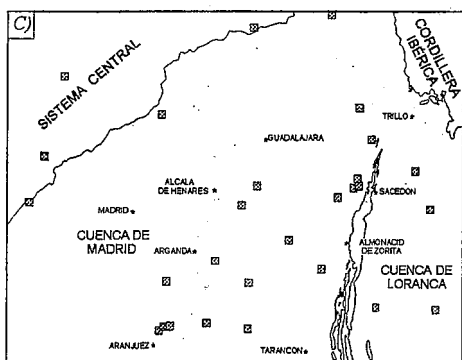 C)
SISTEMA CENTRAL
CORDILLERA
IBÉRICA
TRILLO
GUADALAJARA
ALCALA
DE HENARES
SACEDON
MADRID
CUENCA DE
MADRID
ARGANDA
ALMONACID
DE ZORITA
CUENCA DE
LORANCA
ARANJUEZ
TARANCON